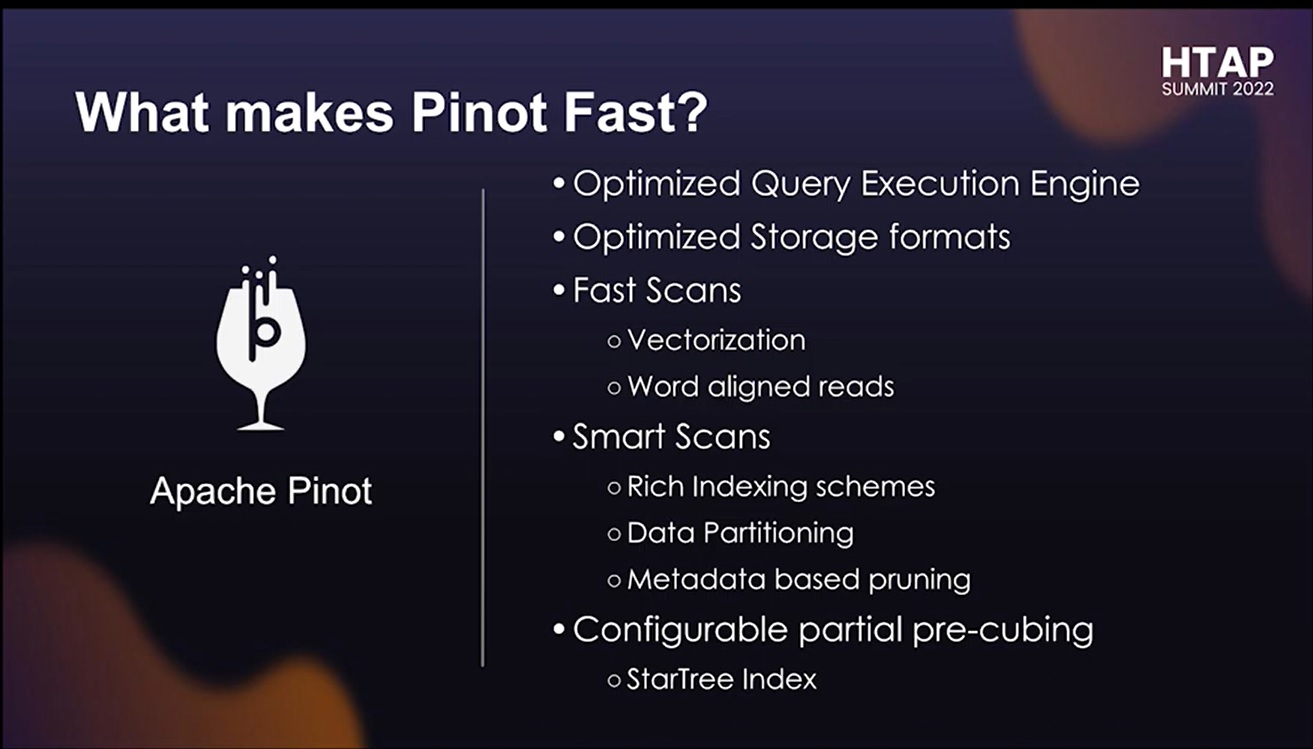 HTAP
SUMMIT 2022
What makes Pinot Fast?
Apache Pinot
• Optimized Query Execution Engine
• Optimized Storage formats
• Fast Scans
○ Vectorization
○ Word aligned reads
• Smart Scans
○ Rich Indexing schemes
○ Data Partitioning
○ Metadata based pruning
• Configurable partial pre-cubing
○ StarTree Index